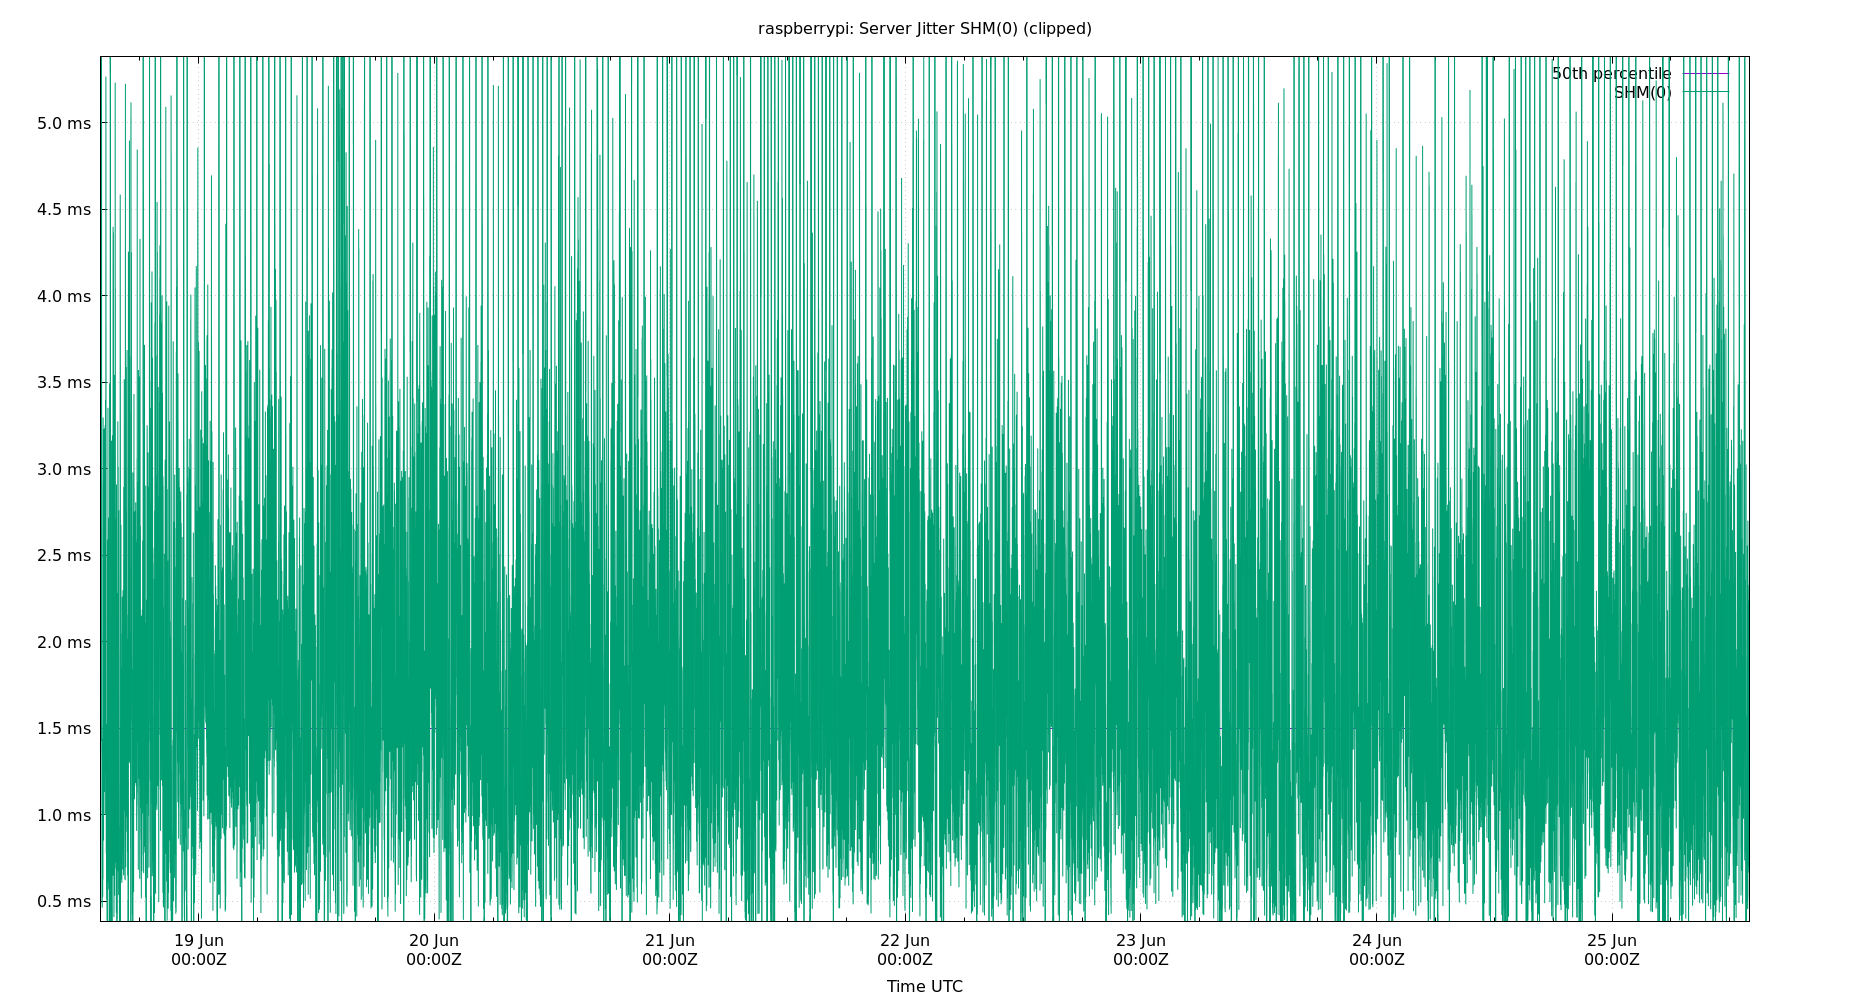 raspberrypi: Server Jitter SHM(0) (clipped)
50th percentile
SHM(0)
5.0 ms
4.5 ms
4.0 ms
3.5 ms
3.0 ms
2.5 ms
2.0 ms
1.5 ms
1.0 ms
0.5 ms
19 Jun 20 Jun 21 Jun 22 Jun 23 Jun 24 Jun 25 Jun
00:00Z 00:00Z 00:00Z 00:00Z 00:00Z 00:00Z 00:00Z
Time UTC